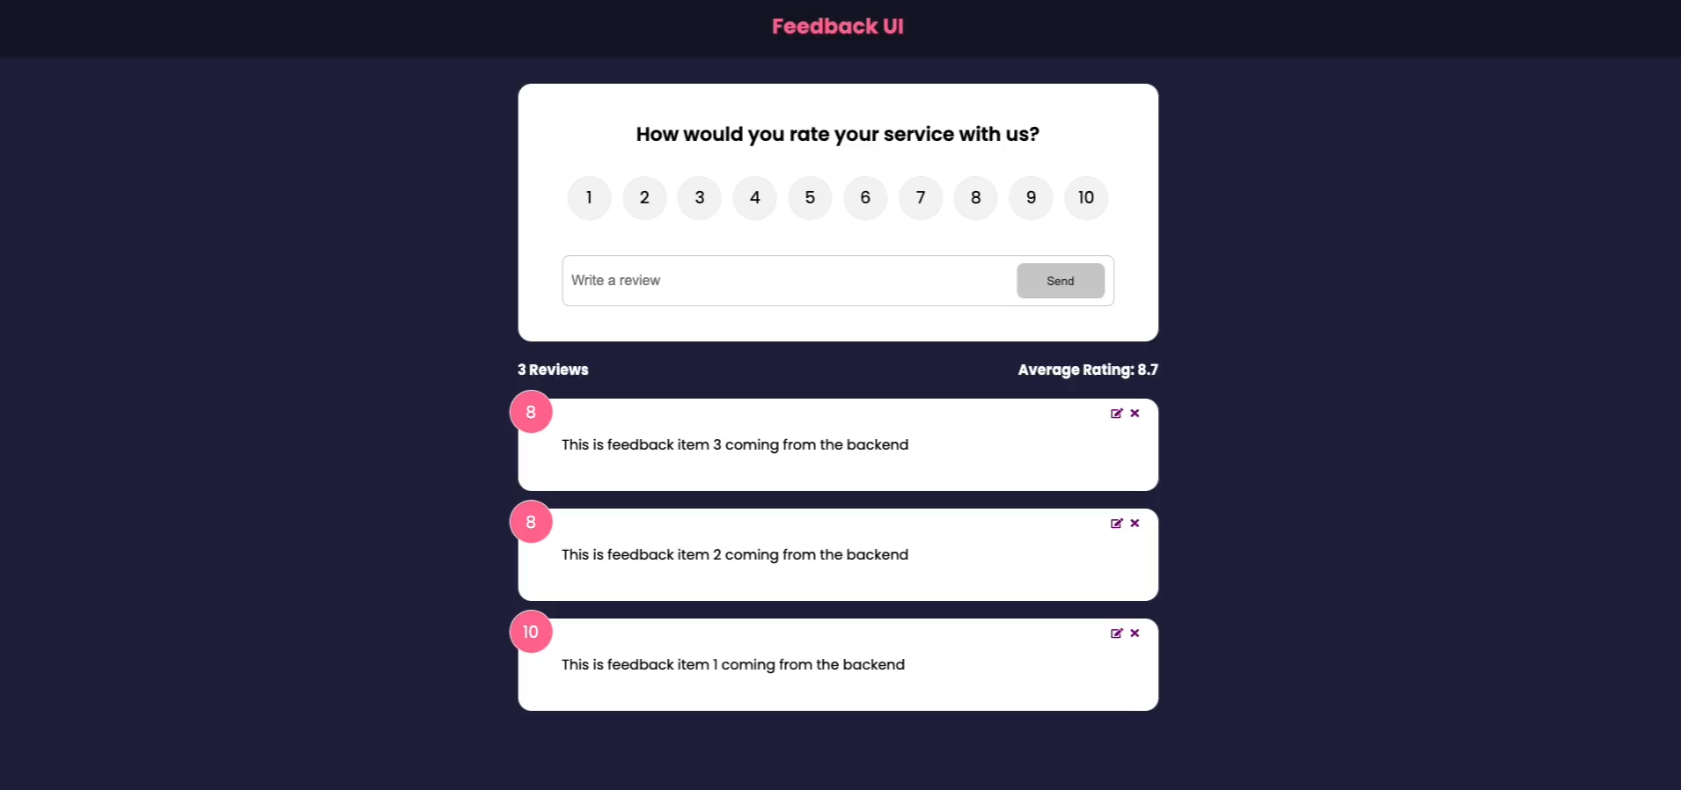 Feedback UI
How would you rate your service with us?
1 2 3 4 5 6 7 8 9 10
Write a review Send
3 Reviews Average Rating: 8.7
8
This is feedback item 3 coming from the backend
8
This is feedback item 2 coming from the backend
10
This is feedback item 1 coming from the backend